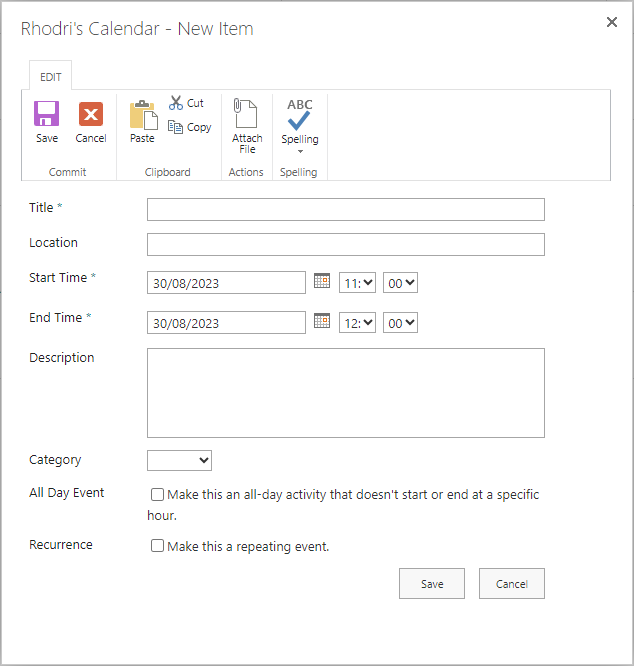 Rhodri's Calendar - New Item
EDIT
Save
Cancel
Paste
Cut
Copy
Attach
File
ABC
Spelling
Commit
Clipboard
Actions
Spelling
Title *
Location
Start Time *
30/08/2023
11:
00
End Time *
30/08/2023
12:
00
Description
Category
All Day Event
Make this an all-day activity that doesn't start or end at a specific
hour.
Recurrence
Make this a repeating event.
Save
Cancel